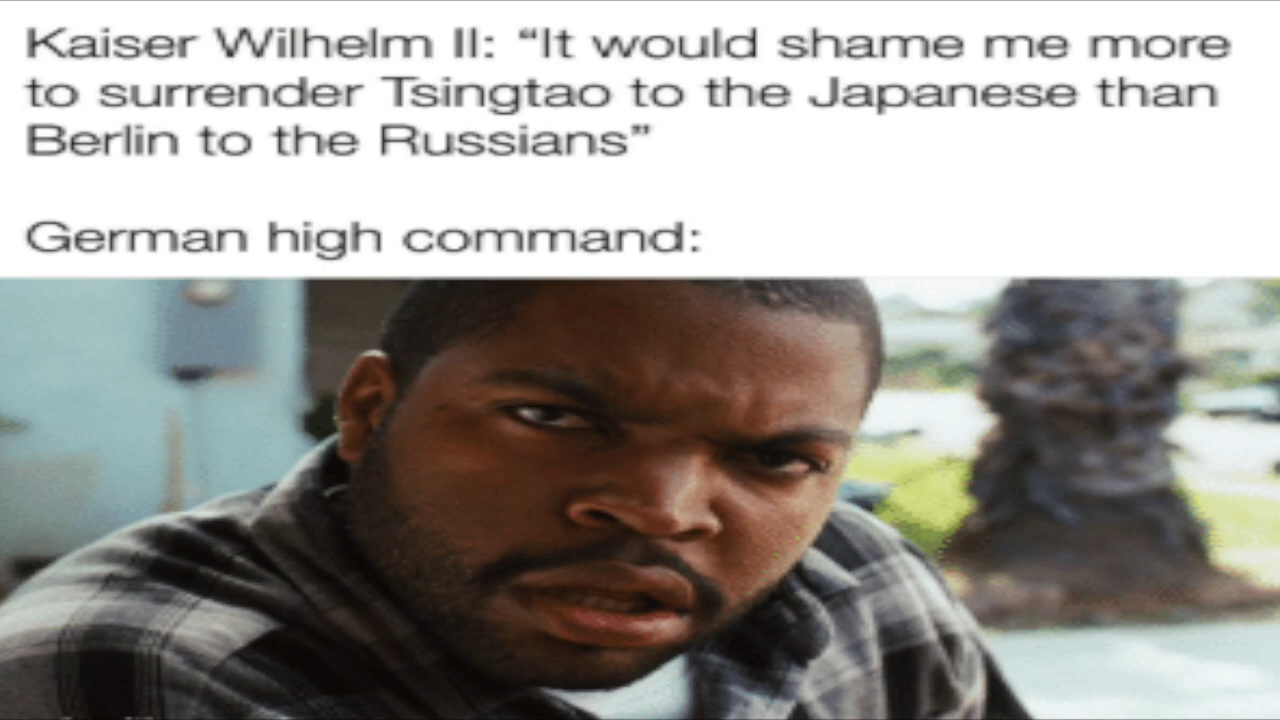 Kaiser Wilhelm II: “It would shame me more
to surrender Tsingtao to the Japanese than
Berlin to the Russians”
German high command: